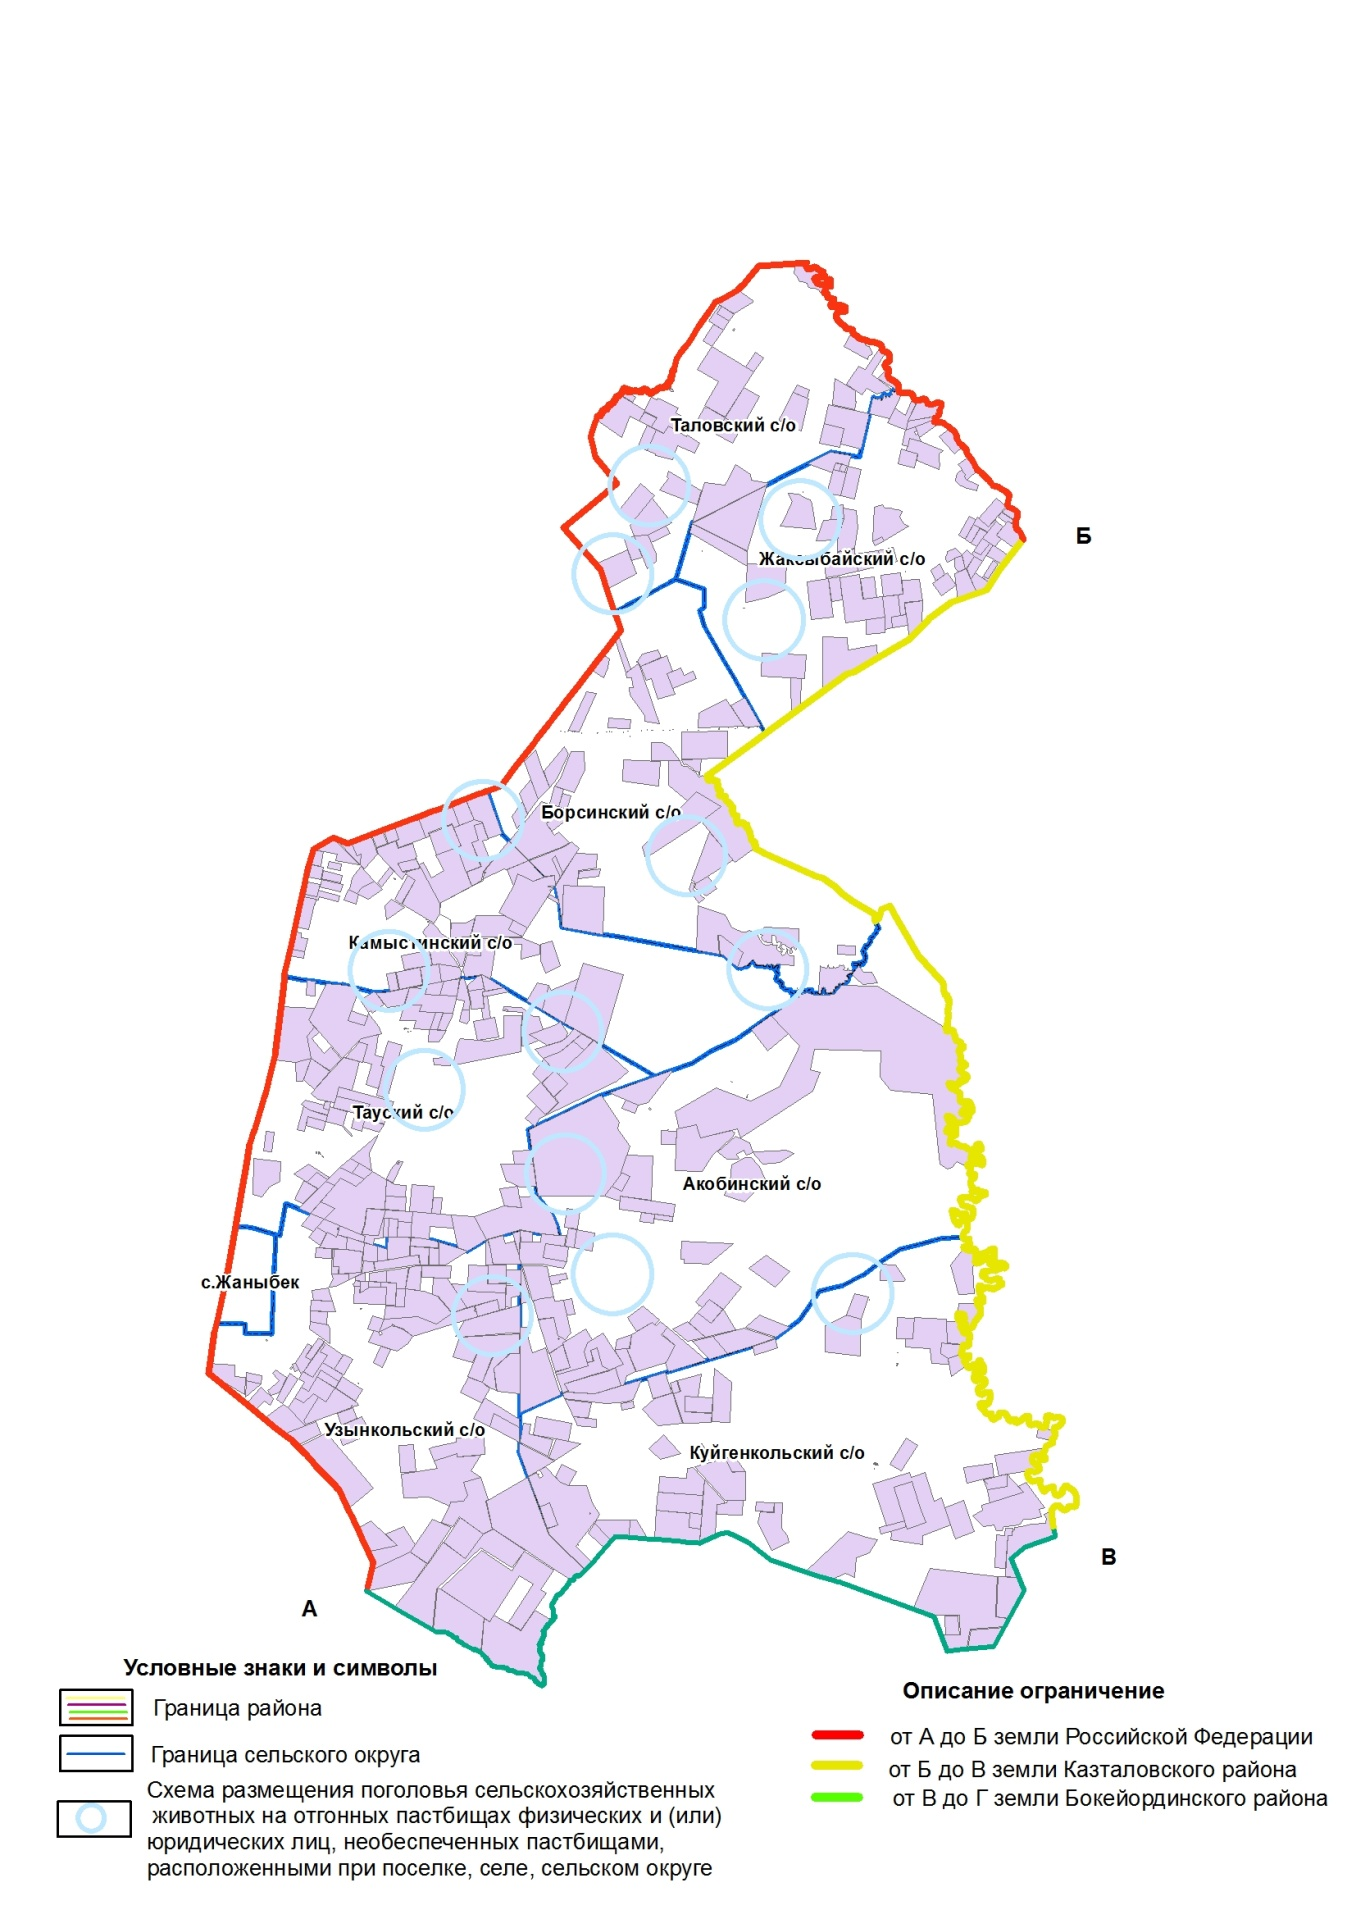 Таловский с/о
Б
Жаксыбайский с/о
Борсинский с/о
Камыстинский с/о
Тауский с/о
Акобинский с/о
с.Жаныбек
Узынкольский с/о
Куйгенкольский с/о
В
А
Условные знаки и символы
Граница района
Граница сельского округа
Схема размещения поголовья сельскохозяйственных
животных на отгонных пастбищах физических и (или)
юридических лиц, необеспеченных пастбищами,
расположенными при поселке, селе, сельском округе
Описание ограничение
от А до Б земли Российской Федерации
от Б до В земли Казталовского района
от В до Г земли Бокейординского района